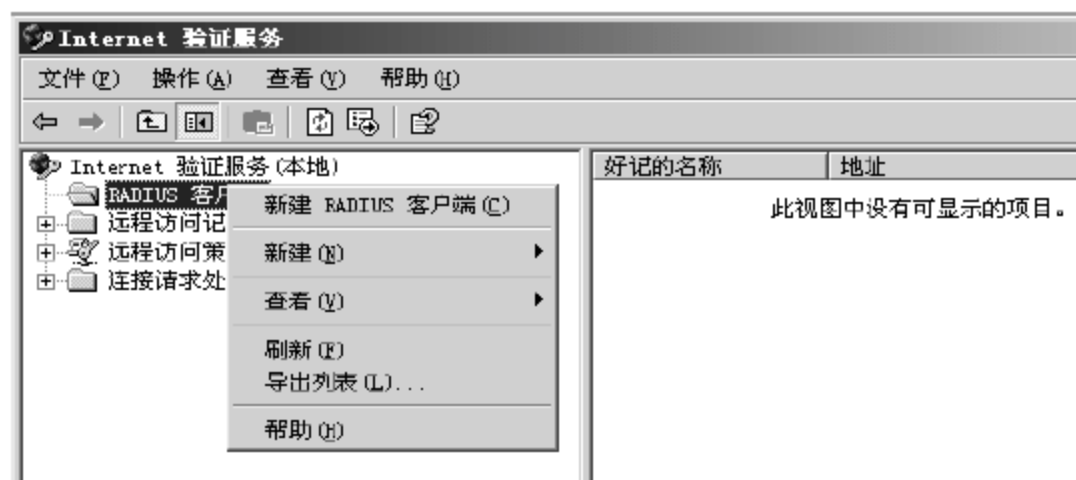 Internet 验证服务
文件(F) 操作(A) 查看(V) 帮助(H)
Internet 验证服务(本地)
好记的名称 地址
RADIUS 客户
新建 RADIUS 客户端(C)
此视图中没有可显示的项目。
远程访问记
远程访问策
新建(N)
连接请求处
查看(V)
刷新(F)
导出列表(L)...
帮助(H)